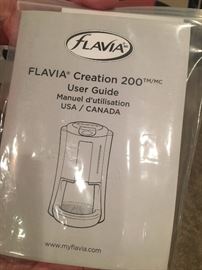 FLAVIA®
FLAVIA® Creation 200™/MC
User Guide
Manuel d'utilisation
USA / CANADA
www.myflavia.com